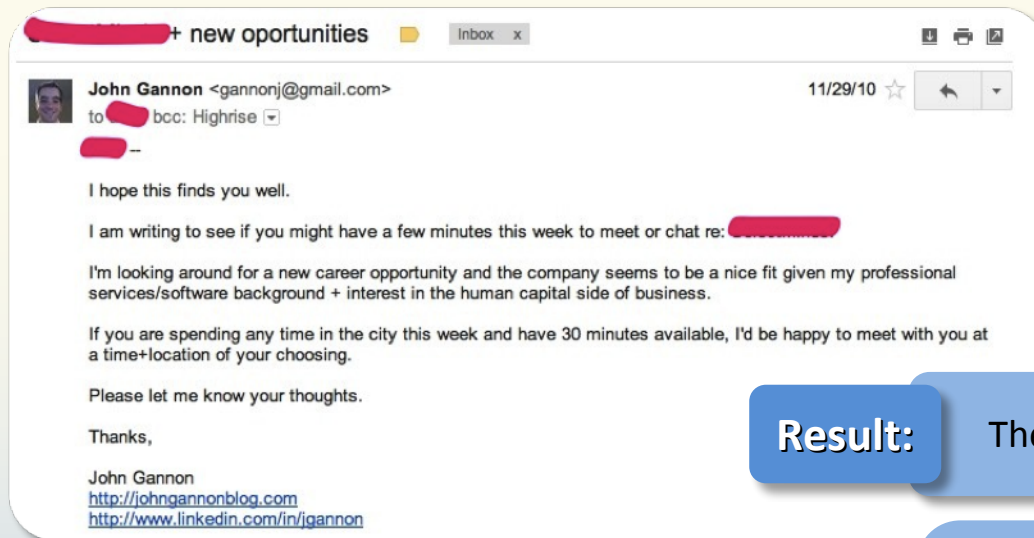 + new oportunities Inbox x
John Gannon <gannonj@gmail.com> 11/29/10
to bcc: Highrise
--
I hope this finds you well.
I am writing to see if you might have a few minutes this week to meet or chat re:
I'm looking around for a new career opportunity and the company seems to be a nice fit given my professional
services/software background + interest in the human capital side of business.
If you are spending any time in the city this week and have 30 minutes available, I'd be happy to meet with you at
a time+location of your choosing.
Please let me know your thoughts.
Thanks,
Result: The
John Gannon
http://johngannonblog.com
http://www.linkedin.com/in/jgannon